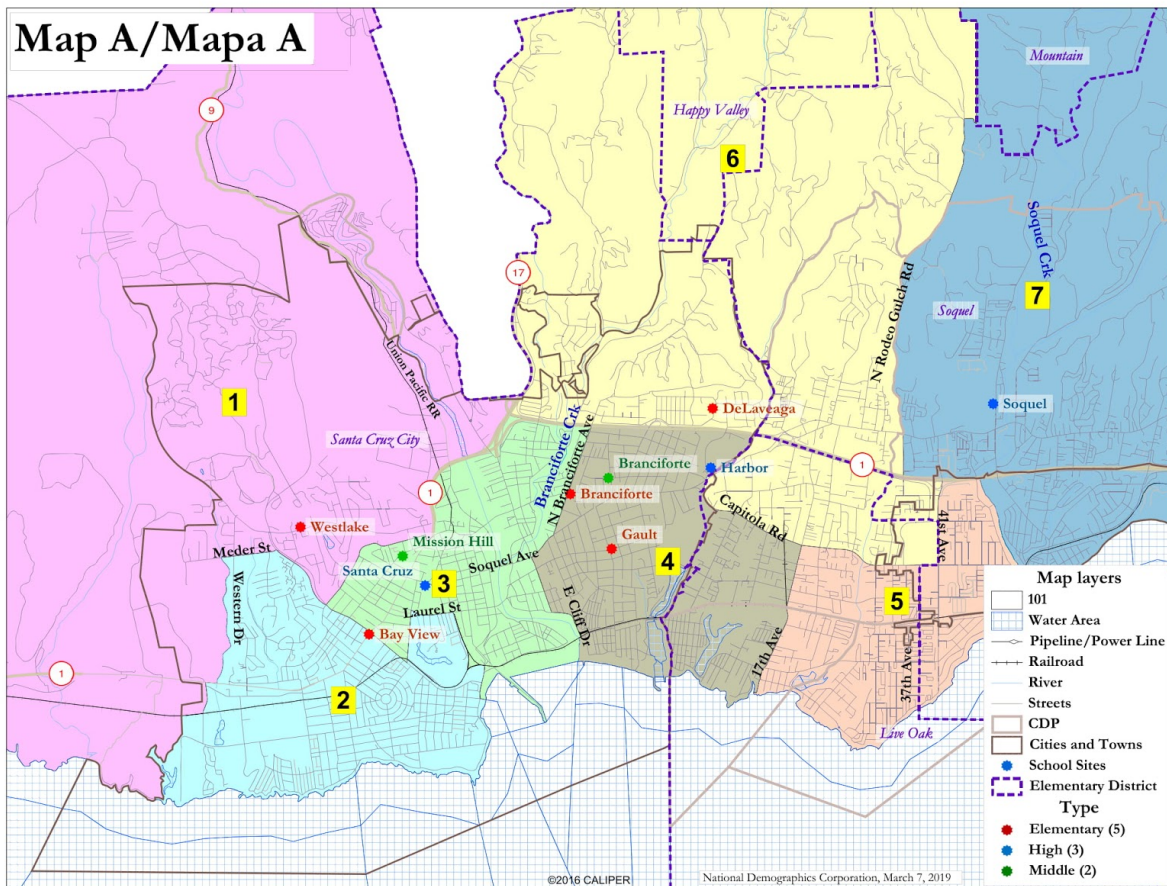 Map A/Mapa A
Mountain
9
Happy Valley
6
Soquel Crk
17
N Rodeo Gulch Rd
7
Soquel
Union Pacific RR
1
Santa Cruz City
DeLaveaga
Soquel
Branciforte Crk
N Branciforte Ave
Branciforte
Harbor
1
1
Branciforte
Capitola Rd
41st Ave
Westlake
Meder St
Mission Hill
Soquel Ave
Gault
4
Santa Cruz
3
Western Dr
Laurel St
E Cliff Dr
5
Bay View
17th Ave
37th Ave
1
2
Live Oak
Map layers
101
Water Area
Pipeline/Power Line
Railroad
River
Streets
CDP
Cities and Towns
School Sites
Elementary District
Type
Elementary (5)
High (3)
Middle (2)
©2016 CALIPER
National Demographics Corporation, March 7, 2019